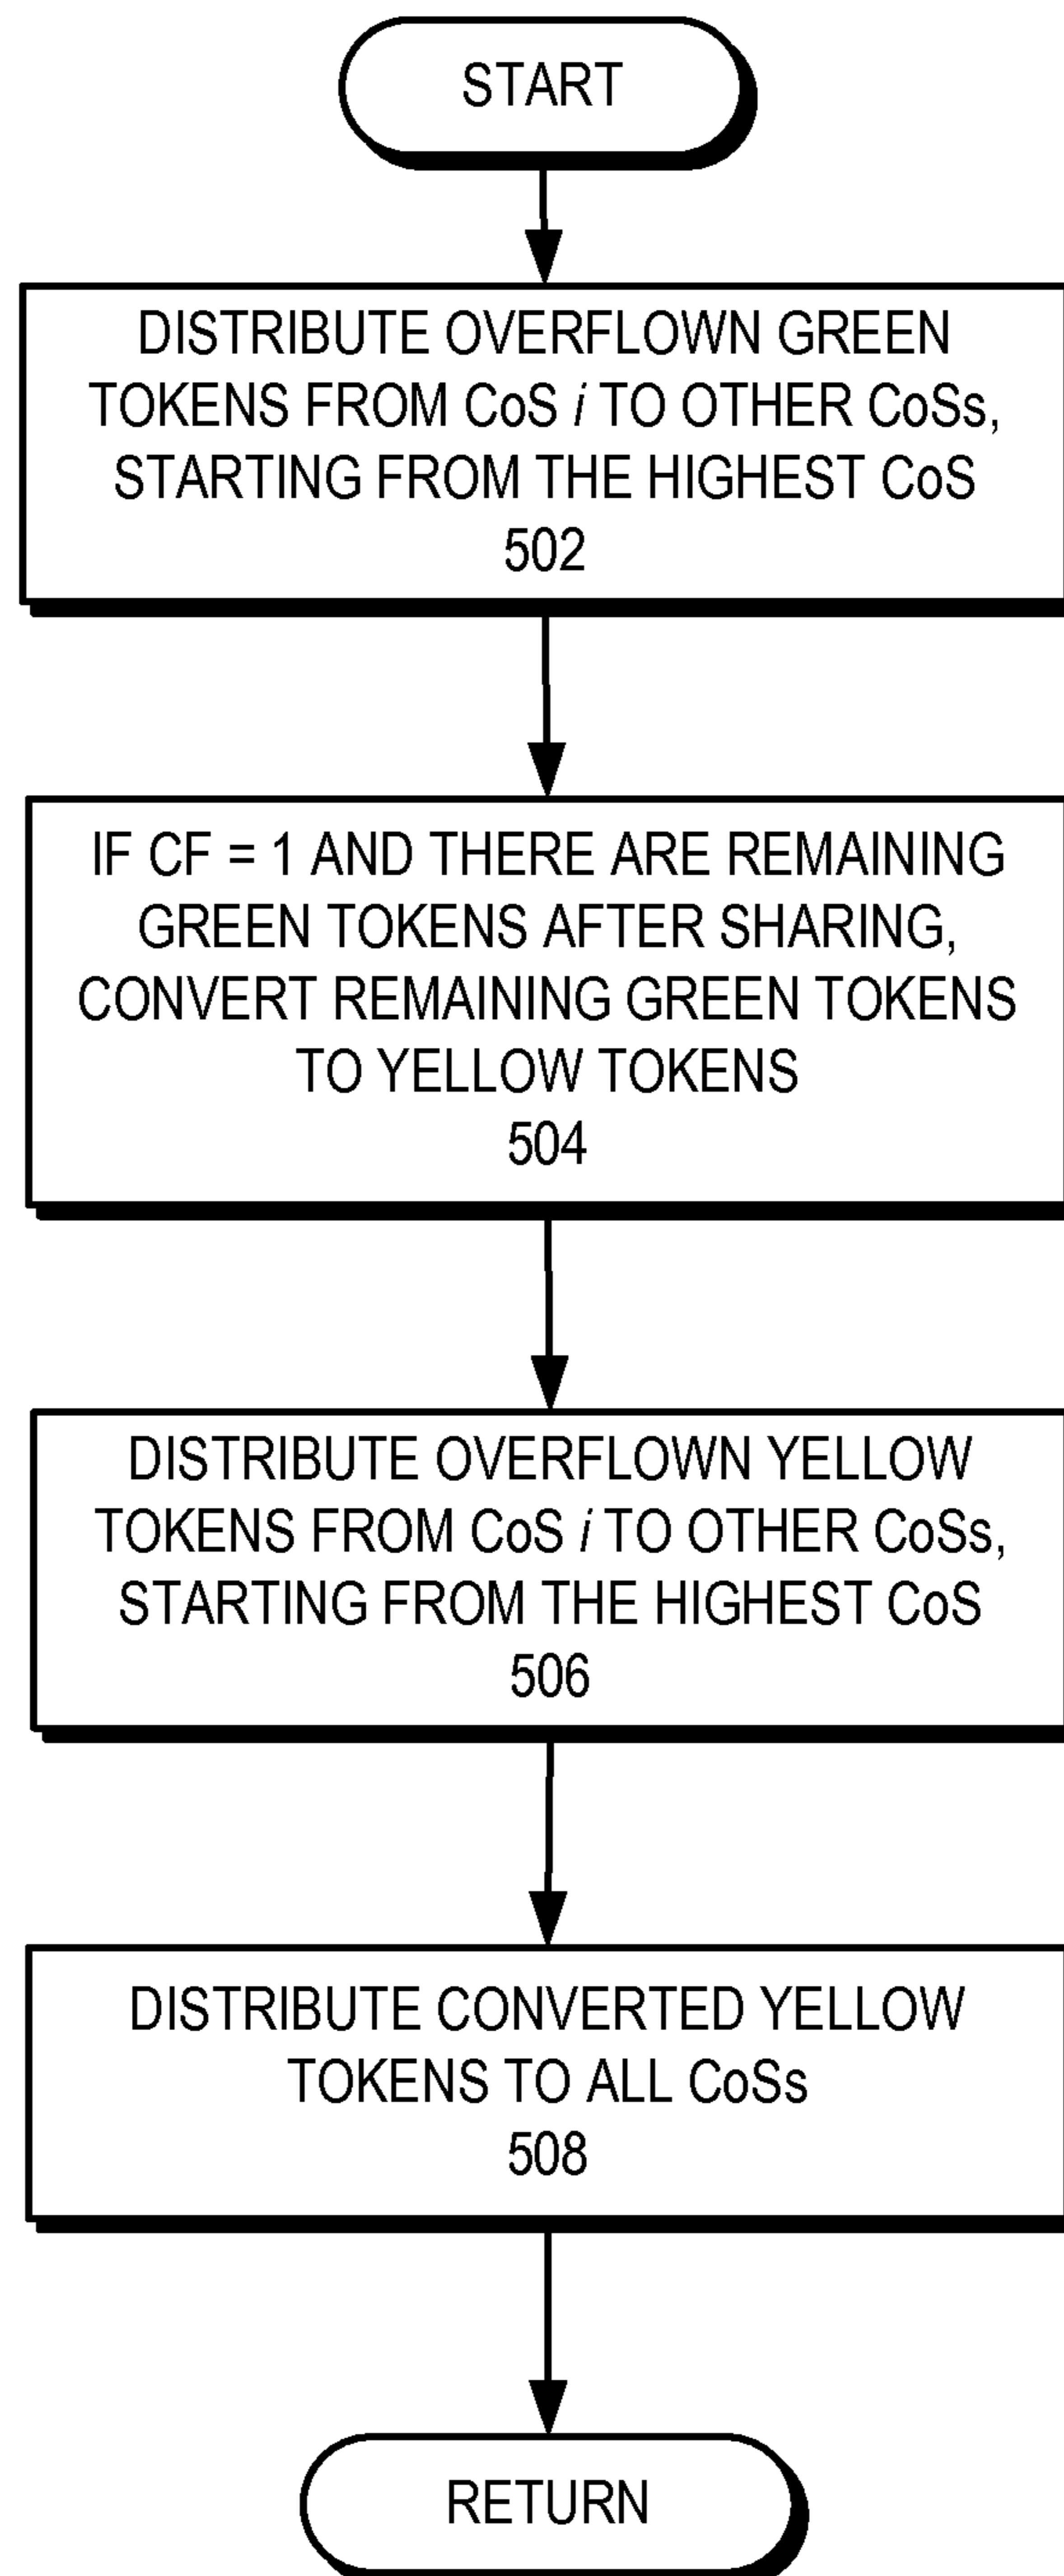 START
DISTRIBUTE OVERFLOWN GREEN
TOKENS FROM CoS i TO OTHER CoSs,
STARTING FROM THE HIGHEST CoS
502
IF CF = 1 AND THERE ARE REMAINING
GREEN TOKENS AFTER SHARING,
CONVERT REMAINING GREEN TOKENS
TO YELLOW TOKENS
504
DISTRIBUTE OVERFLOWN YELLOW
TOKENS FROM CoS i TO OTHER CoSs,
STARTING FROM THE HIGHEST CoS
506
DISTRIBUTE CONVERTED YELLOW
TOKENS TO ALL CoSs
508
RETURN